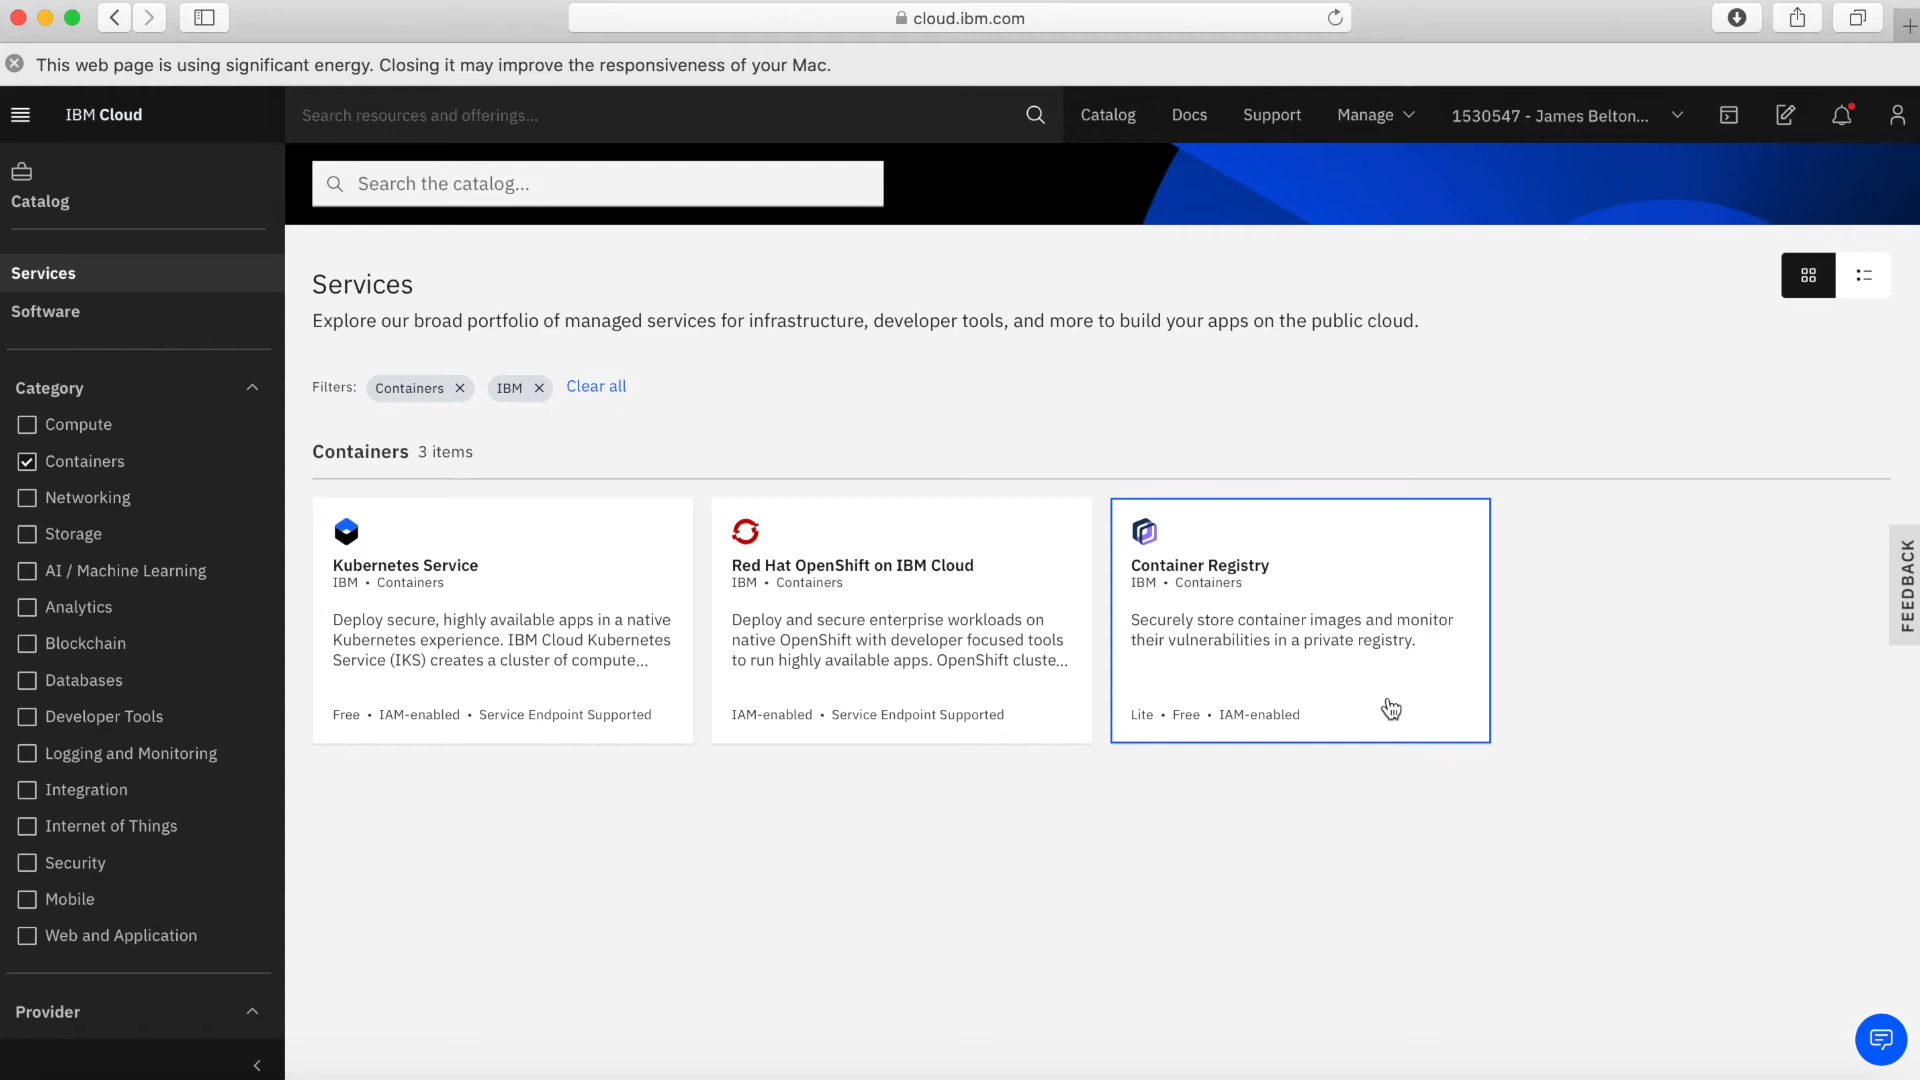 cloud.ibm.com
This web page is using significant energy. Closing it may improve the responsiveness of your Mac.
IBM Cloud
Search resources and offerings...
Catalog
Docs
Support
Manage
1530547 - James Belton...
Catalog
Search the catalog...
Services
Software
Category
Compute
Containers
Networking
Storage
AI / Machine Learning
Analytics
Blockchain
Databases
Developer Tools
Logging and Monitoring
Integration
Internet of Things
Security
Mobile
Web and Application
Provider
Services
Explore our broad portfolio of managed services for infrastructure, developer tools, and more to build your apps on the public cloud.
Filters: Containers IBM Clear all
Containers 3 items
Kubernetes Service
IBM • Containers
Deploy secure, highly available apps in a native
Kubernetes experience. IBM Cloud Kubernetes
Service (IKS) creates a cluster of compute...
Free • IAM-enabled • Service Endpoint Supported
Red Hat OpenShift on IBM Cloud
IBM • Containers
Deploy and secure enterprise workloads on
native OpenShift with developer focused tools
to run highly available apps. OpenShift cluste...
IAM-enabled • Service Endpoint Supported
Container Registry
IBM • Containers
Securely store container images and monitor
their vulnerabilities in a private registry.
Lite • Free • IAM-enabled
FEEDBACK